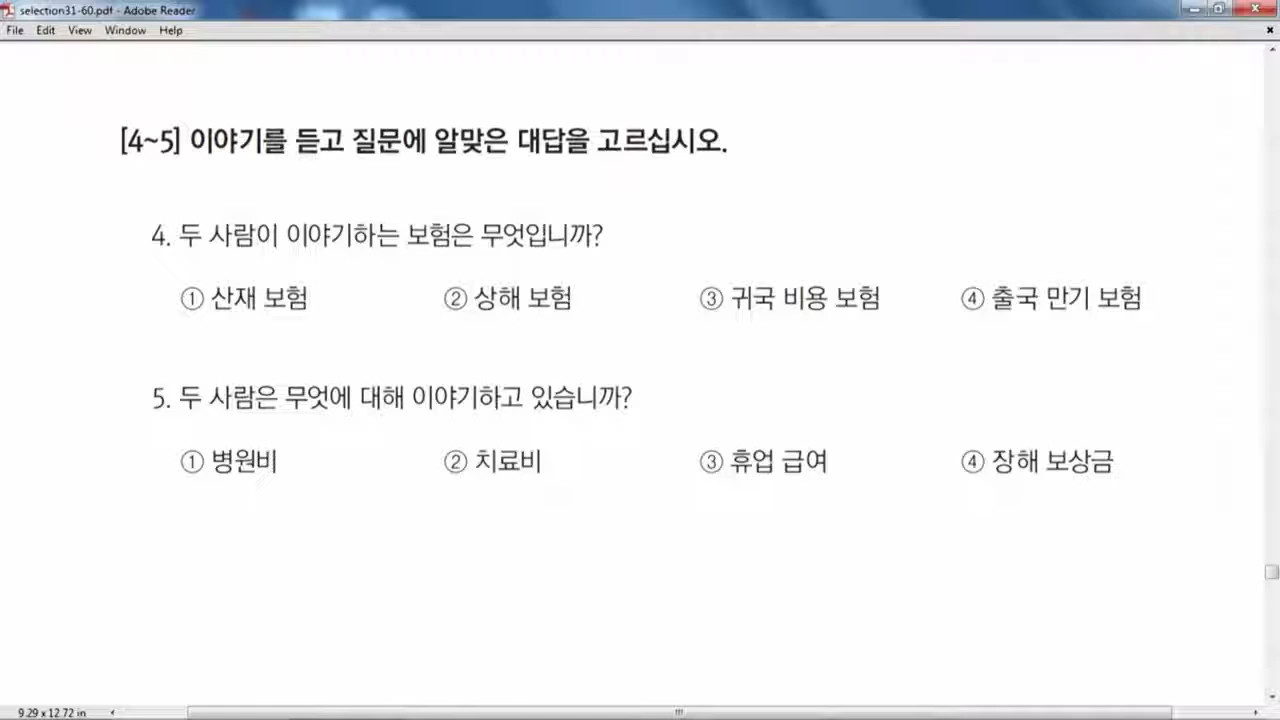 selection31-60.pdf - Adobe Reader
File Edit View Window Help
[4~5] 이야기를 듣고 질문에 알맞은 대답을 고르십시오.
4. 두 사람이 이야기하는 보험은 무엇입니까?
① 산재 보험 ② 상해 보험 ③ 귀국 비용 보험 ④ 출국 만기 보험
5. 두 사람은 무엇에 대해 이야기하고 있습니까?
① 병원비 ② 치료비 ③ 휴업 급여 ④ 장해 보상금
9.29 x 12.72 in